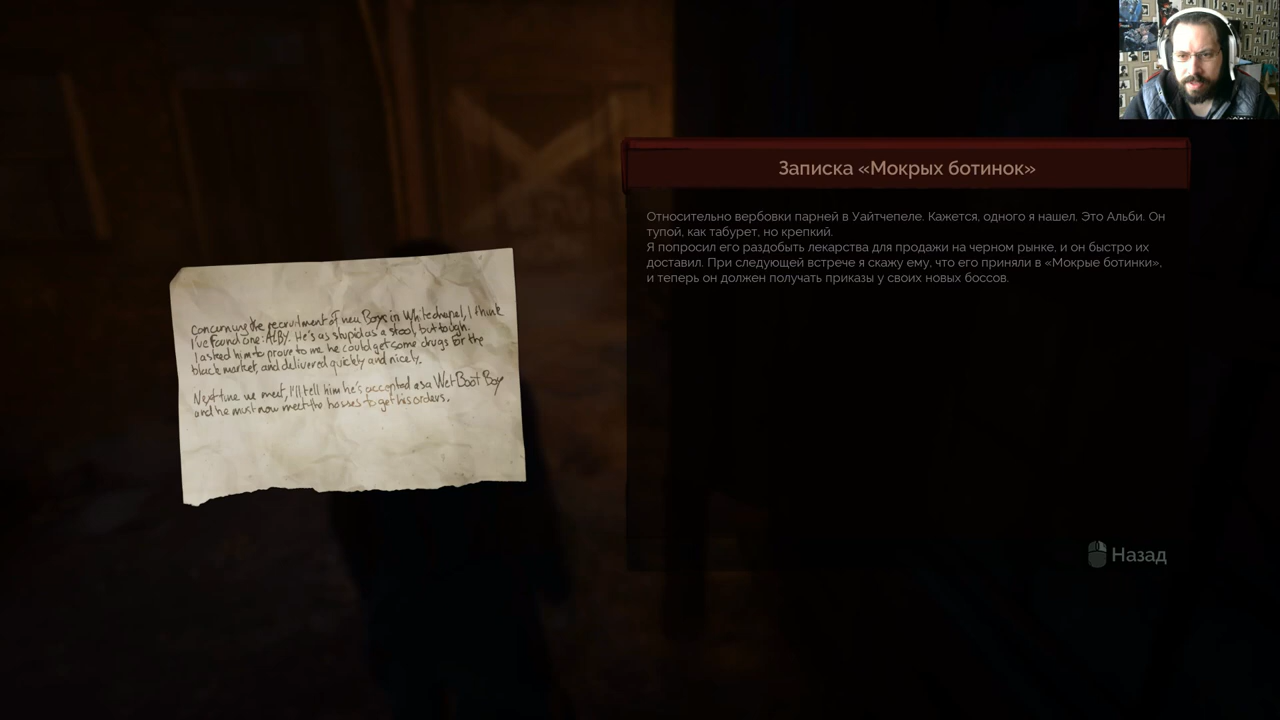 Записка «Мокрых ботинок»
Относительно вербовки парней в Уайтчепеле. Кажется, одного я нашел. Это Альби. Он
тупой, как табурет, но крепкий.
Я попросил его раздобыть лекарства для продажи на черном рынке, и он быстро их
доставил. При следующей встрече я скажу ему, что его приняли в «Мокрые ботинки»,
и теперь он должен получать приказы у своих новых боссов.
Concerning the recruitment of new Boys in Whitechapel, I think
I've found one: ALBY. He's as stupid as a stool, but tough.
I asked him to prove to me he could get some drugs for the
black market, and delivered quickly and nicely.
Next time we meet, I'll tell him he's accepted as a Wet Boot Boy
and he must now meet the bosses to get his orders.
Назад